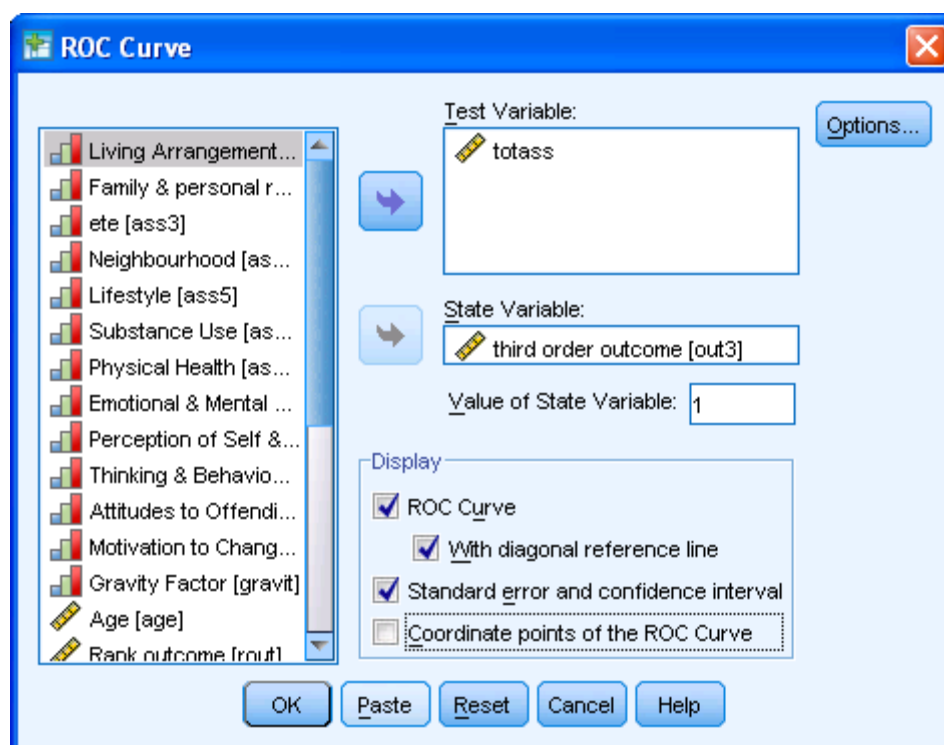 ROC Curve
Test Variable:
totass
Options...
Living Arrangement...
Family & personal r...
ete [ass3]
Neighbourhood [as...
Lifestyle [ass5]
Substance Use [as...
Physical Health [as...
Emotional & Mental ...
Perception of Self &...
Thinking & Behavio...
Attitudes to Offendi...
Motivation to Chang...
Gravity Factor [gravit]
Age [age]
Rank outcome [rout]
State Variable:
third order outcome [out3]
Value of State Variable: 1
Display
ROC Curve
With diagonal reference line
Standard error and confidence interval
Coordinate points of the ROC Curve
OK Paste Reset Cancel Help